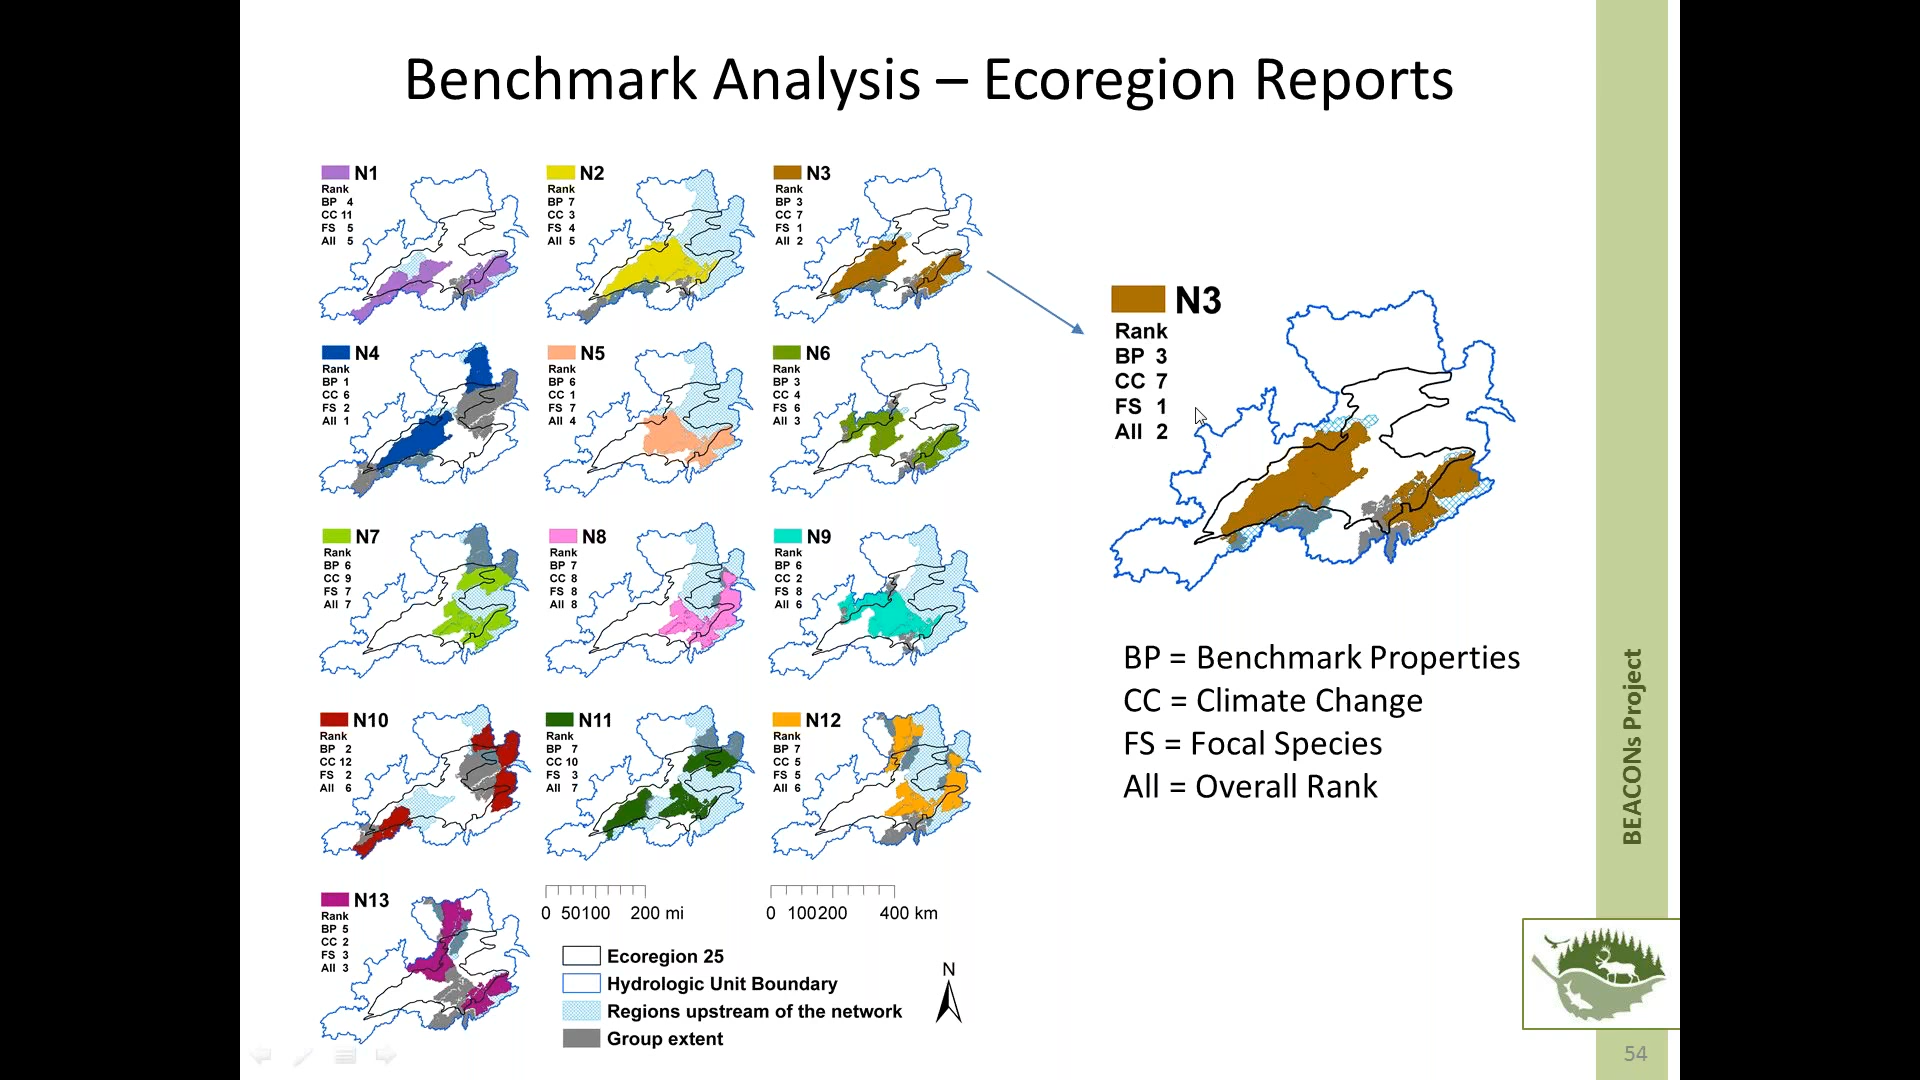 Benchmark Analysis – Ecoregion Reports
N1
Rank
BP 4
CC 11
FS 5
All 5
N2
Rank
BP 7
CC 3
FS 4
All 5
N3
Rank
BP 3
CC 7
FS 1
All 2
N4
Rank
BP 1
CC 6
FS 2
All 1
N5
Rank
BP 6
CC 1
FS 7
All 4
N6
Rank
BP 3
CC 4
FS 6
All 3
N7
Rank
BP 6
CC 9
FS 7
All 7
N8
Rank
BP 7
CC 8
FS 8
All 8
N9
Rank
BP 6
CC 2
FS 8
All 6
N10
Rank
BP 2
CC 12
FS 2
All 6
N11
Rank
BP 7
CC 10
FS 3
All 7
N12
Rank
BP 7
CC 5
FS 5
All 6
N13
Rank
BP 5
CC 2
FS 3
All 3
0 50 100 200 mi
0 100 200 400 km
Ecoregion 25
Hydrologic Unit Boundary
Regions upstream of the network
Group extent
N
N3
Rank
BP 3
CC 7
FS 1
All 2
BP = Benchmark Properties
CC = Climate Change
FS = Focal Species
All = Overall Rank
BEACONs Project
54